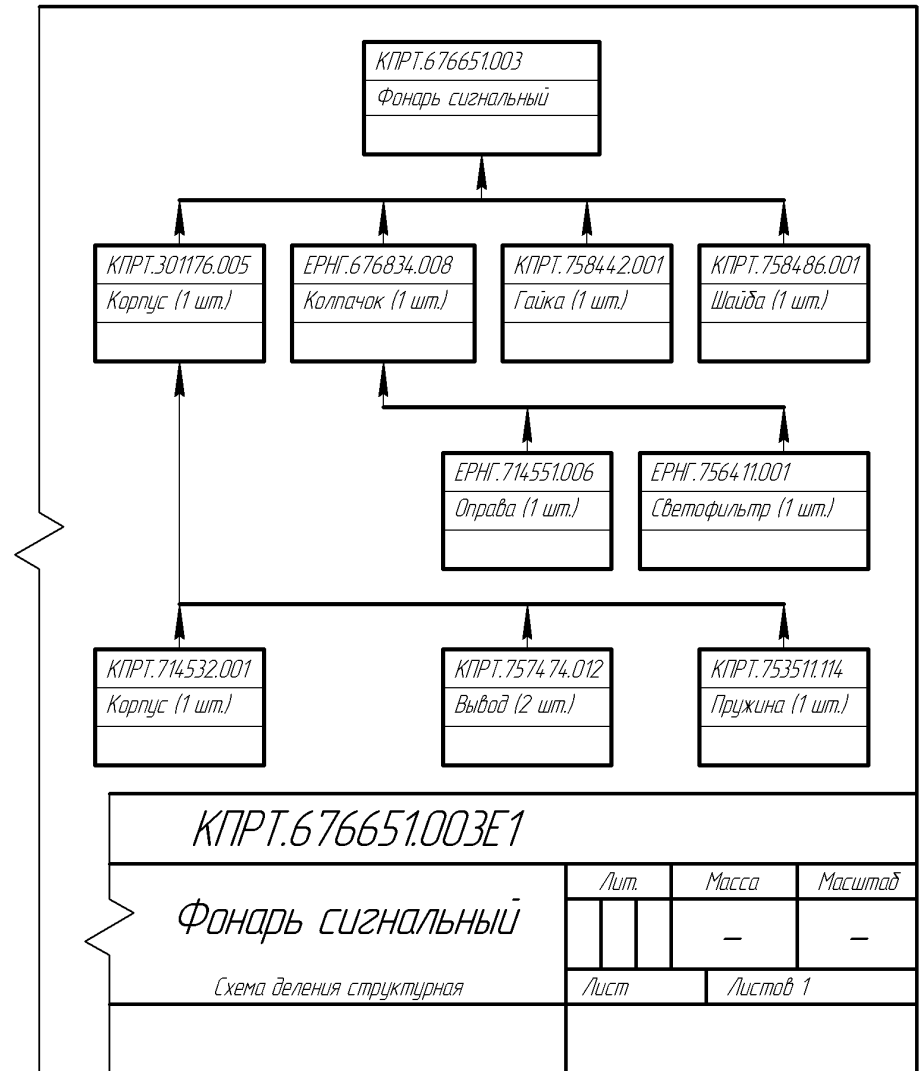 КПРТ.676651.003
Фонарь сигнальный
КПРТ.301176.005
Корпус (1 шт.)
ЕРНГ.676834.008
Колпачок (1 шт.)
КПРТ.758442.001
Гайка (1 шт.)
КПРТ.758486.001
Шайба (1 шт.)
ЕРНГ.714551.006
Оправа (1 шт.)
ЕРНГ.756411.001
Светофильтр (1 шт.)
КПРТ.714532.001
Корпус (1 шт.)
КПРТ.757474.012
Вывод (2 шт.)
КПРТ.753511.114
Пружина (1 шт.)
КПРТ.676651.003Е1
Фонарь сигнальный
Схема деления структурная
Лит. Масса Масштаб
– –
Лист Листов 1